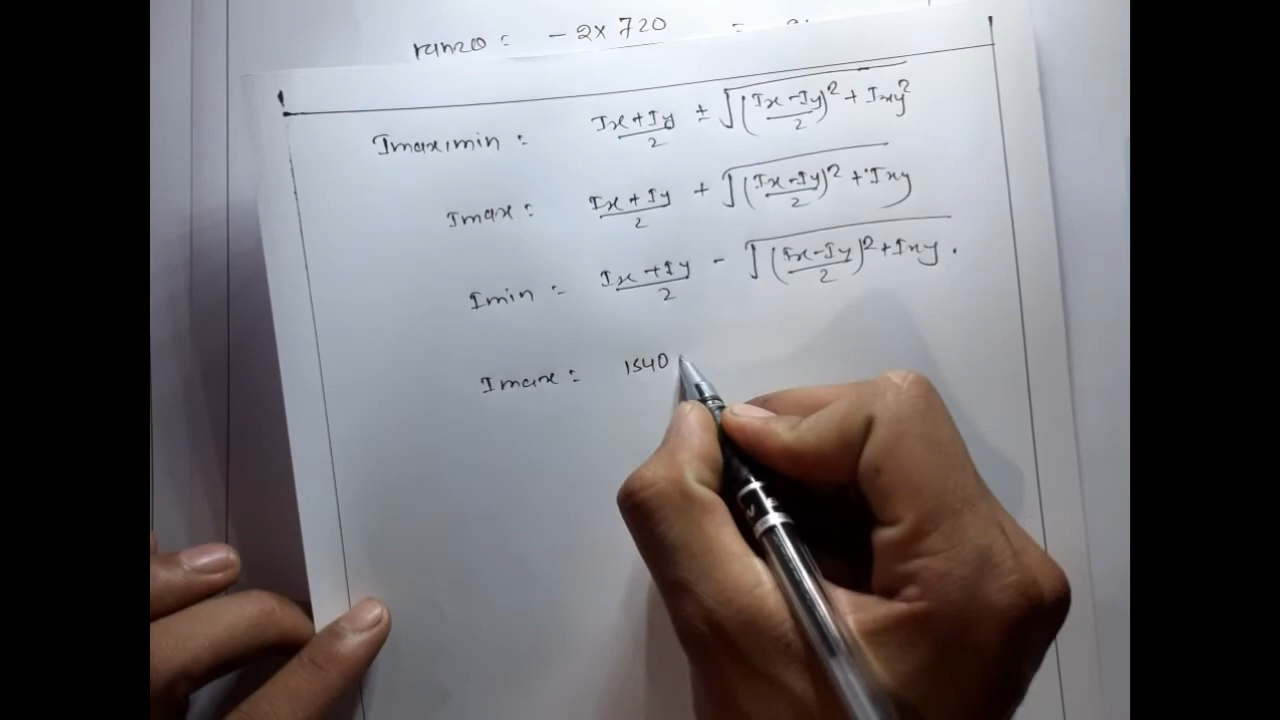 tan2θ = - 2 x 720 =
Imax,min = Ix + Iy / 2 ± √(Ix - Iy / 2)² + Ixy²
Imax = Ix + Iy / 2 + √(Ix - Iy / 2)² + Ixy
Imin = Ix + Iy / 2 - √(Ix - Iy / 2)² + Ixy .
Imax = 1540